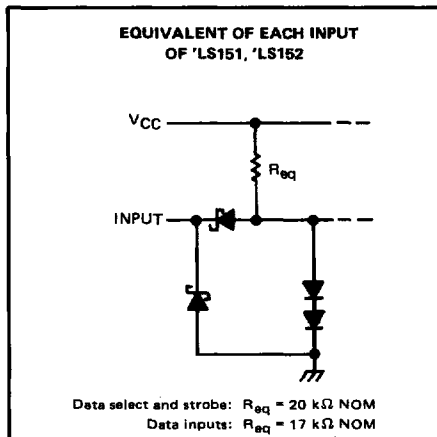 EQUIVALENT OF EACH INPUT
OF 'LS151, 'LS152
VCC
Req
INPUT
Data select and strobe: Req = 20 kΩ NOM
Data inputs: Req = 17 kΩ NOM